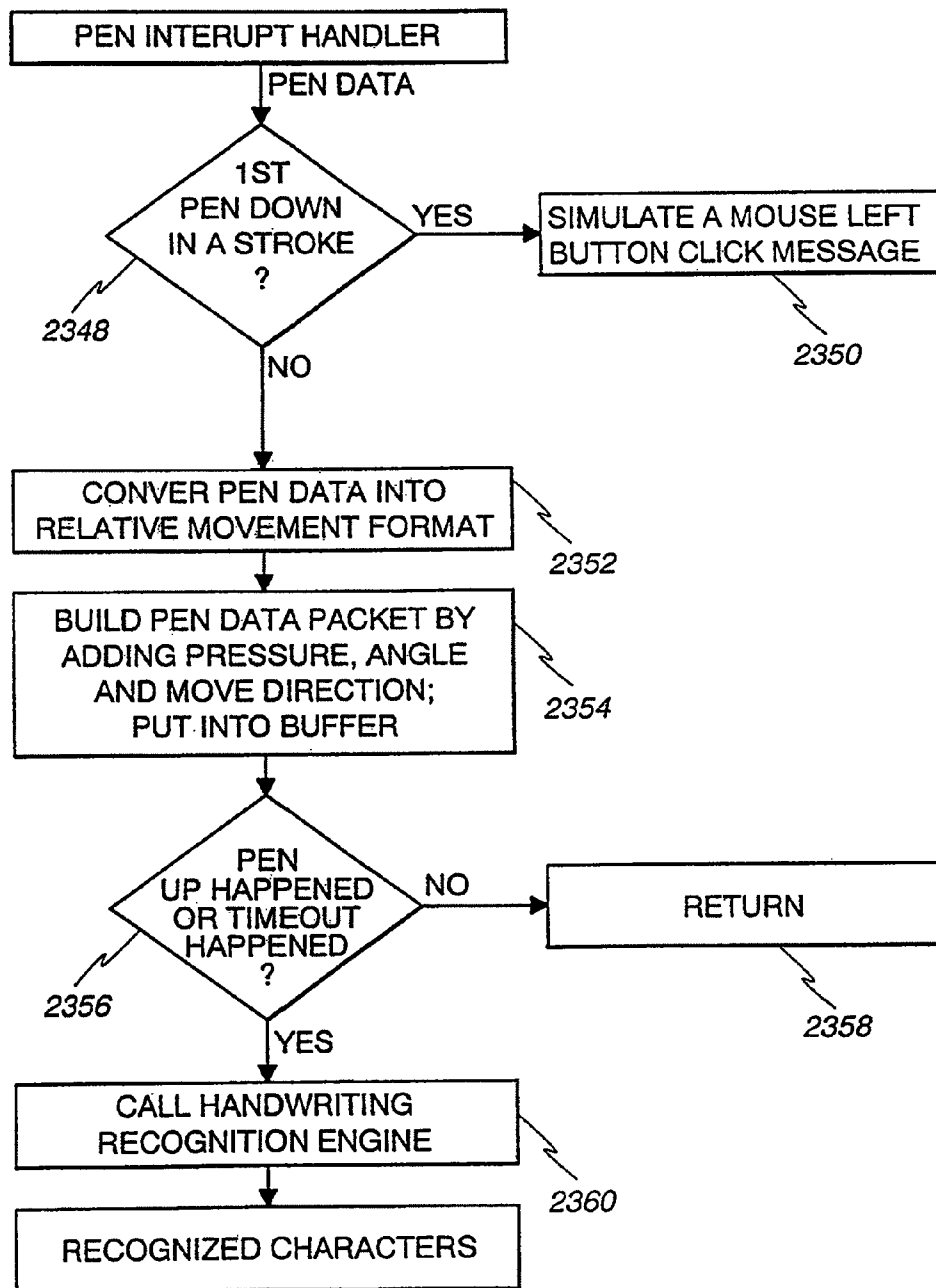 PEN INTERUPT HANDLER
PEN DATA
1ST
PEN DOWN
IN A STROKE
?
YES
SIMULATE A MOUSE LEFT
BUTTON CLICK MESSAGE
2348
2350
NO
CONVER PEN DATA INTO
RELATIVE MOVEMENT FORMAT
2352
BUILD PEN DATA PACKET BY
ADDING PRESSURE, ANGLE
AND MOVE DIRECTION;
PUT INTO BUFFER
2354
PEN
UP HAPPENED
OR TIMEOUT
HAPPENED
?
NO
RETURN
2356
2358
YES
CALL HANDWRITING
RECOGNITION ENGINE
2360
RECOGNIZED CHARACTERS